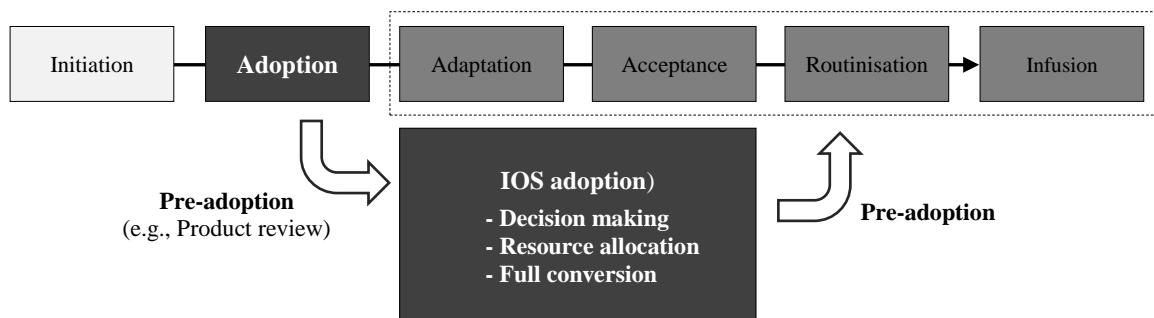 Initiation
Adoption
Adaptation
Acceptance
Routinisation
Infusion
Pre-adoption
(e.g., Product review)
IOS adoption)
- Decision making
- Resource allocation
- Full conversion
Pre-adoption